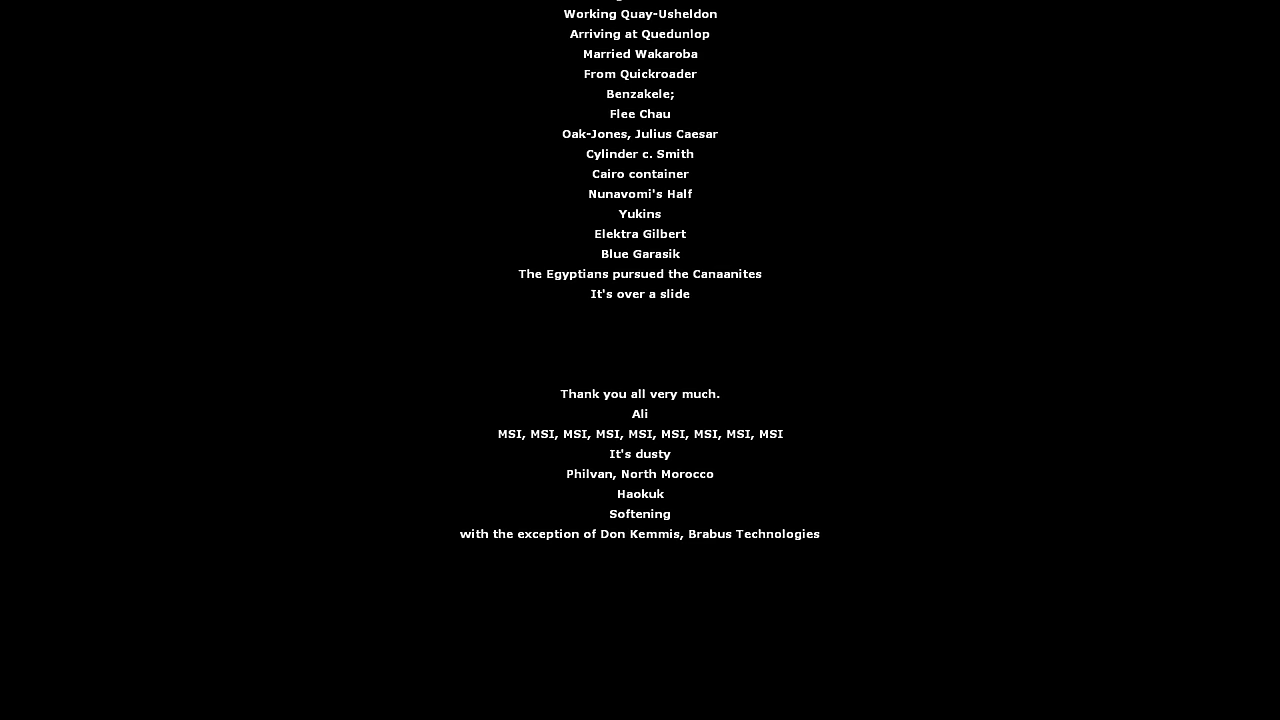 Working Quay-Usheldon
Arriving at Quedunlop
Married Wakaroba
From Quickroader
Benzakele;
Flee Chau
Oak-Jones, Julius Caesar
Cylinder c. Smith
Cairo container
Nunavomi's Half
Yukins
Elektra Gilbert
Blue Garasik
The Egyptians pursued the Canaanites
It's over a slide
Thank you all very much.
Ali
MSI, MSI, MSI, MSI, MSI, MSI, MSI, MSI, MSI
It's dusty
Philvan, North Morocco
Haokuk
Softening
with the exception of Don Kemmis, Brabus Technologies